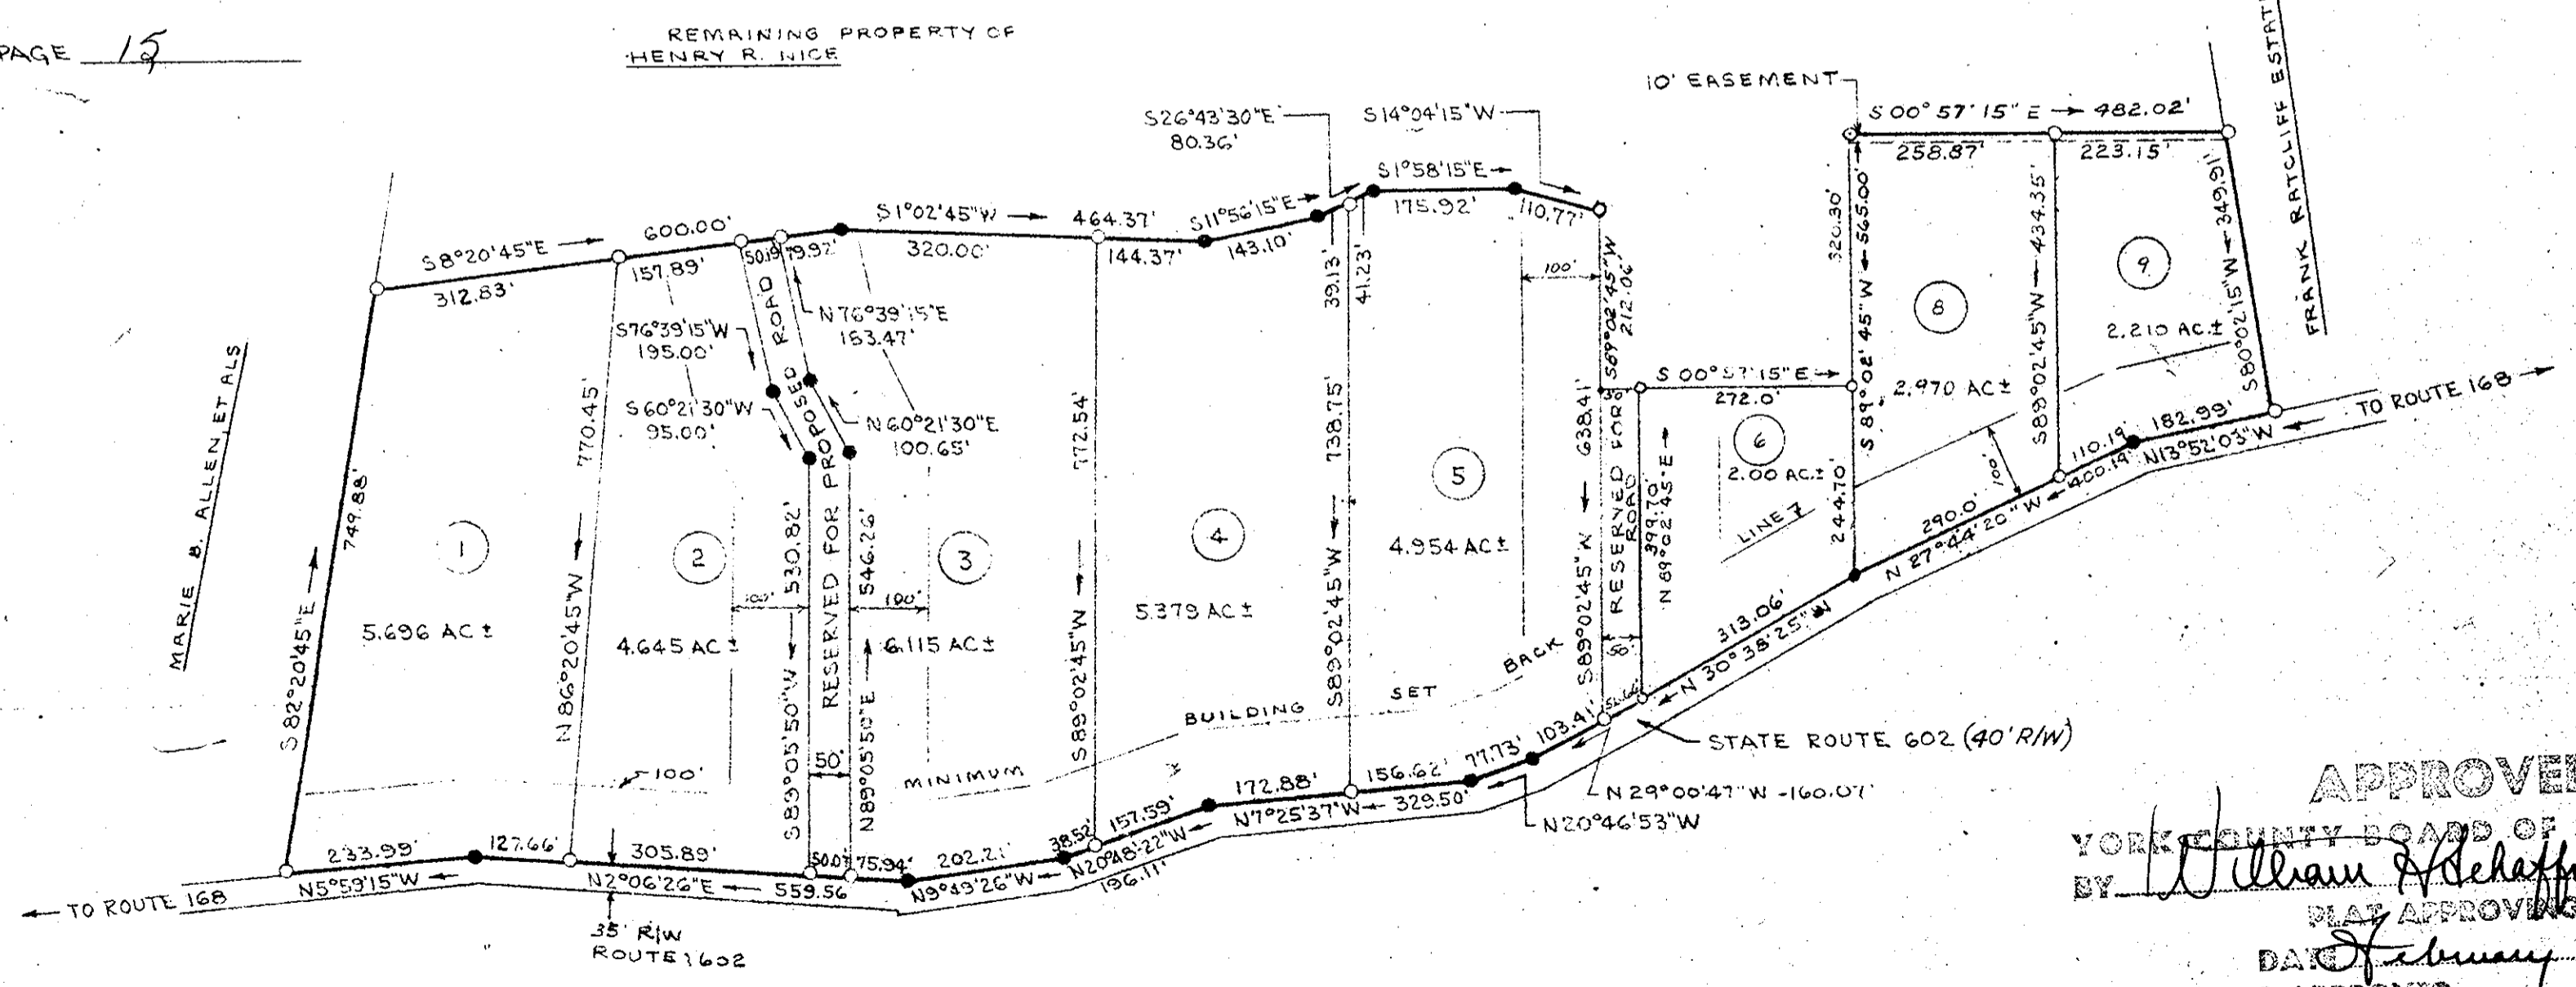 PAGE 15
REMAINING PROPERTY OF
HENRY R. NICE
10' EASEMENT
S 00°57'15" E → 482.02'
258.87'
223.15'
S26°43'30"E
80.36'
S14°04'15"W
S1°58'15"E →
175.92'
110.77'
S8°20'45"E → 600.00'
312.83'
157.89'
50.19'
79.92'
S1°02'45"W → 464.37'
320.00'
144.37'
S11°56'15"E →
143.10'
39.13'
41.23'
100'
MARIE B. ALLEN, ET ALS
FRANK RATCLIFF
S76°39'15"W
195.00'
S60°21'30"W
95.00'
N76°39'15"E
153.47'
N60°21'30"E
100.65'
RESERVED FOR PROPOSED ROAD
S82°20'45"E →
749.88'
N86°20'45"W ← 770.45'
S89°05'50"W ← 530.82'
N89°05'50"E → 546.26'
S89°02'45"W ← 772.54'
S89°02'45"W ← 738.75'
S89°02'45"W ← 638.41'
S89°02'45"W
212.06'
RESERVED FOR
ROAD
399.70'
N89°02'45"E →
S 00°57'15"E →
272.0'
320.30'
S 89°02'45"W ← 565.00'
244.70'
S89°02'45"W ← 434.35'
S80°02'15"W ← 349.91'
1
5.696 AC ±
2
4.645 AC ±
3
6.115 AC ±
4
5.379 AC ±
5
4.954 AC ±
6
2.00 AC.±
8
2.970 AC ±
9
2.210 AC.±
100'
100'
50'
50'
100'
100'
LINE 7
MINIMUM BUILDING SET BACK
TO ROUTE 168 →
182.99'
N13°52'03"W ←
110.19'
400.19'
290.0'
N 27°44'20"W
313.06'
← N 30°38'25"W
STATE ROUTE 602 (40' R/W)
N29°00'47"W -160.07'
103.41'
77.73'
N20°46'53"W
156.62'
172.88'
N7°25'37"W ← 329.50'
157.59'
38.52'
N20°48'22"W ←
196.11'
202.21'
N9°49'26"W ←
75.94'
50.07'
305.89'
127.66'
N2°06'26"E ← 559.56
233.99'
N5°59'15"W ←
← TO ROUTE 168
35' R/W
ROUTE 602
APPROVED
YORK COUNTY BOARD OF
BY William H
PLAT APPROVING
DATE February